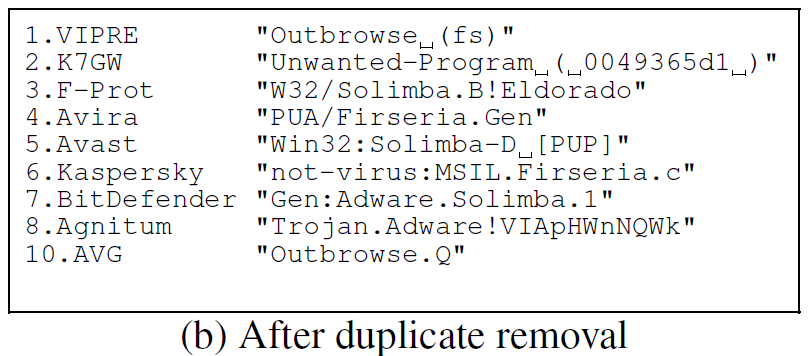 1.VIPRE "Outbrowse␣(fs)"
2.K7GW "Unwanted-Program␣(␣0049365d1␣)"
3.F-Prot "W32/Solimba.B!Eldorado"
4.Avira "PUA/Firseria.Gen"
5.Avast "Win32:Solimba-D␣[PUP]"
6.Kaspersky "not-virus:MSIL.Firseria.c"
7.BitDefender "Gen:Adware.Solimba.1"
8.Agnitum "Trojan.Adware!VIApHWnNQWk"
10.AVG "Outbrowse.Q"
(b) After duplicate removal